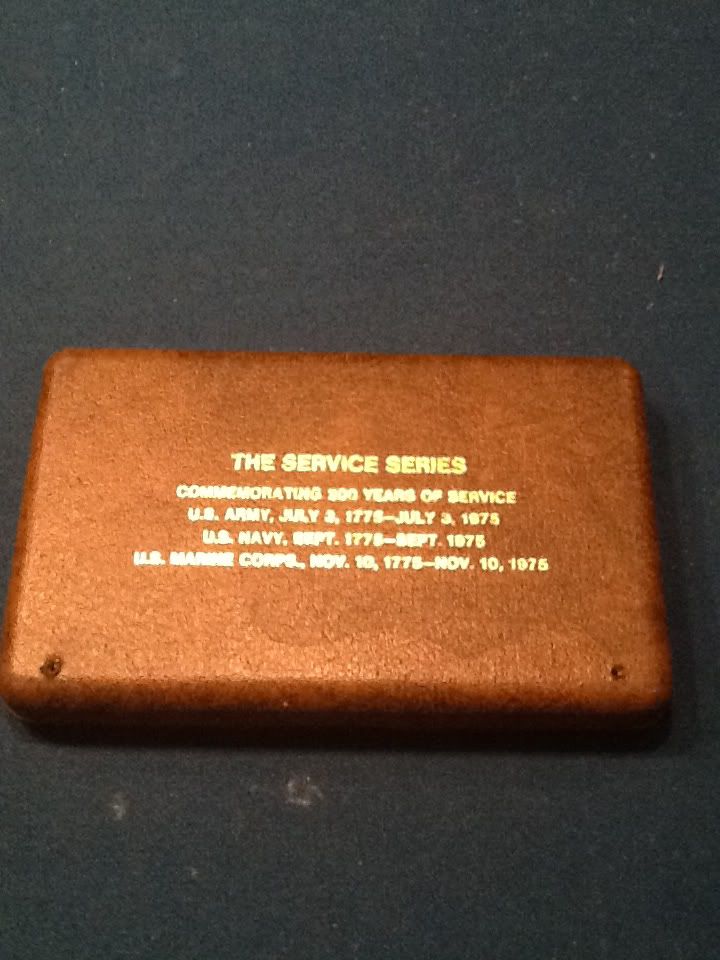 THE SERVICE SERIES
COMMEMORATING 200 YEARS OF SERVICE
U.S. ARMY, JULY 3, 1775–JULY 3, 1975
U.S. NAVY, SEPT. 1775–SEPT. 1975
U.S. MARINE CORPS., NOV. 10, 1775–NOV. 10, 1975